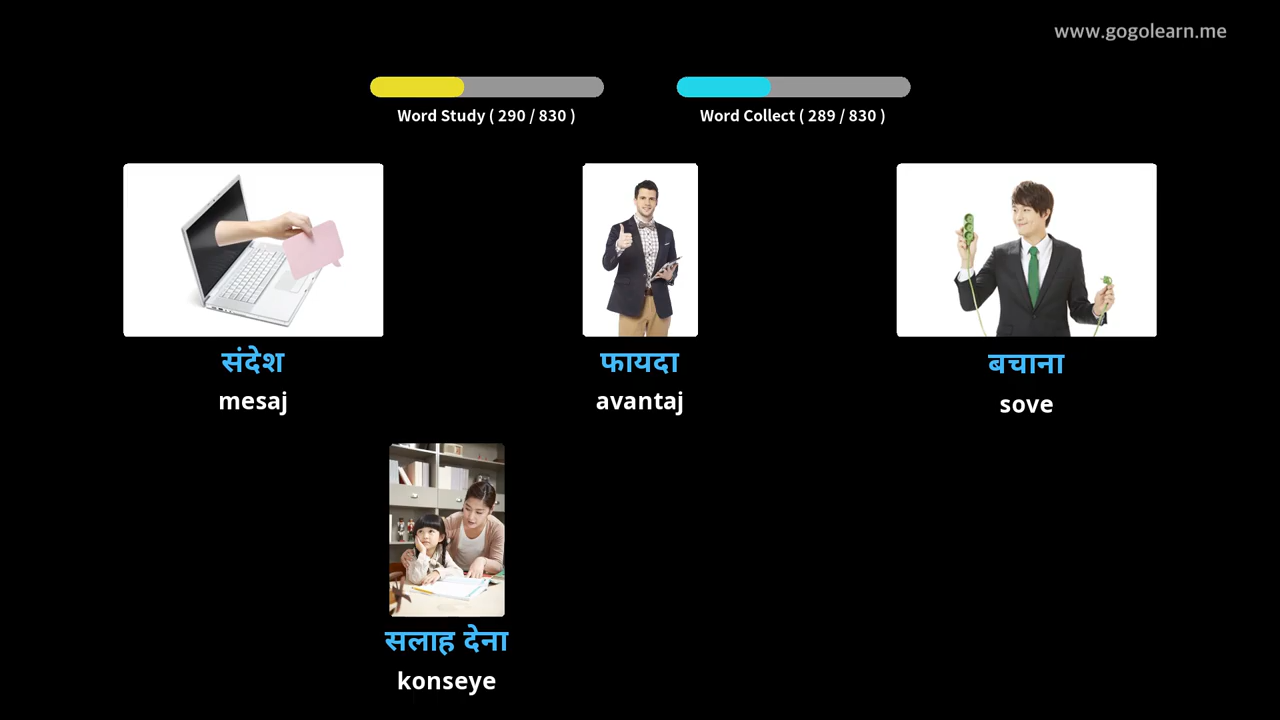 www.gogolearn.me
Word Study ( 290 / 830 )
Word Collect ( 289 / 830 )
संदेश
mesaj
फायदा
avantaj
बचाना
sove
सलाह देना
konseye